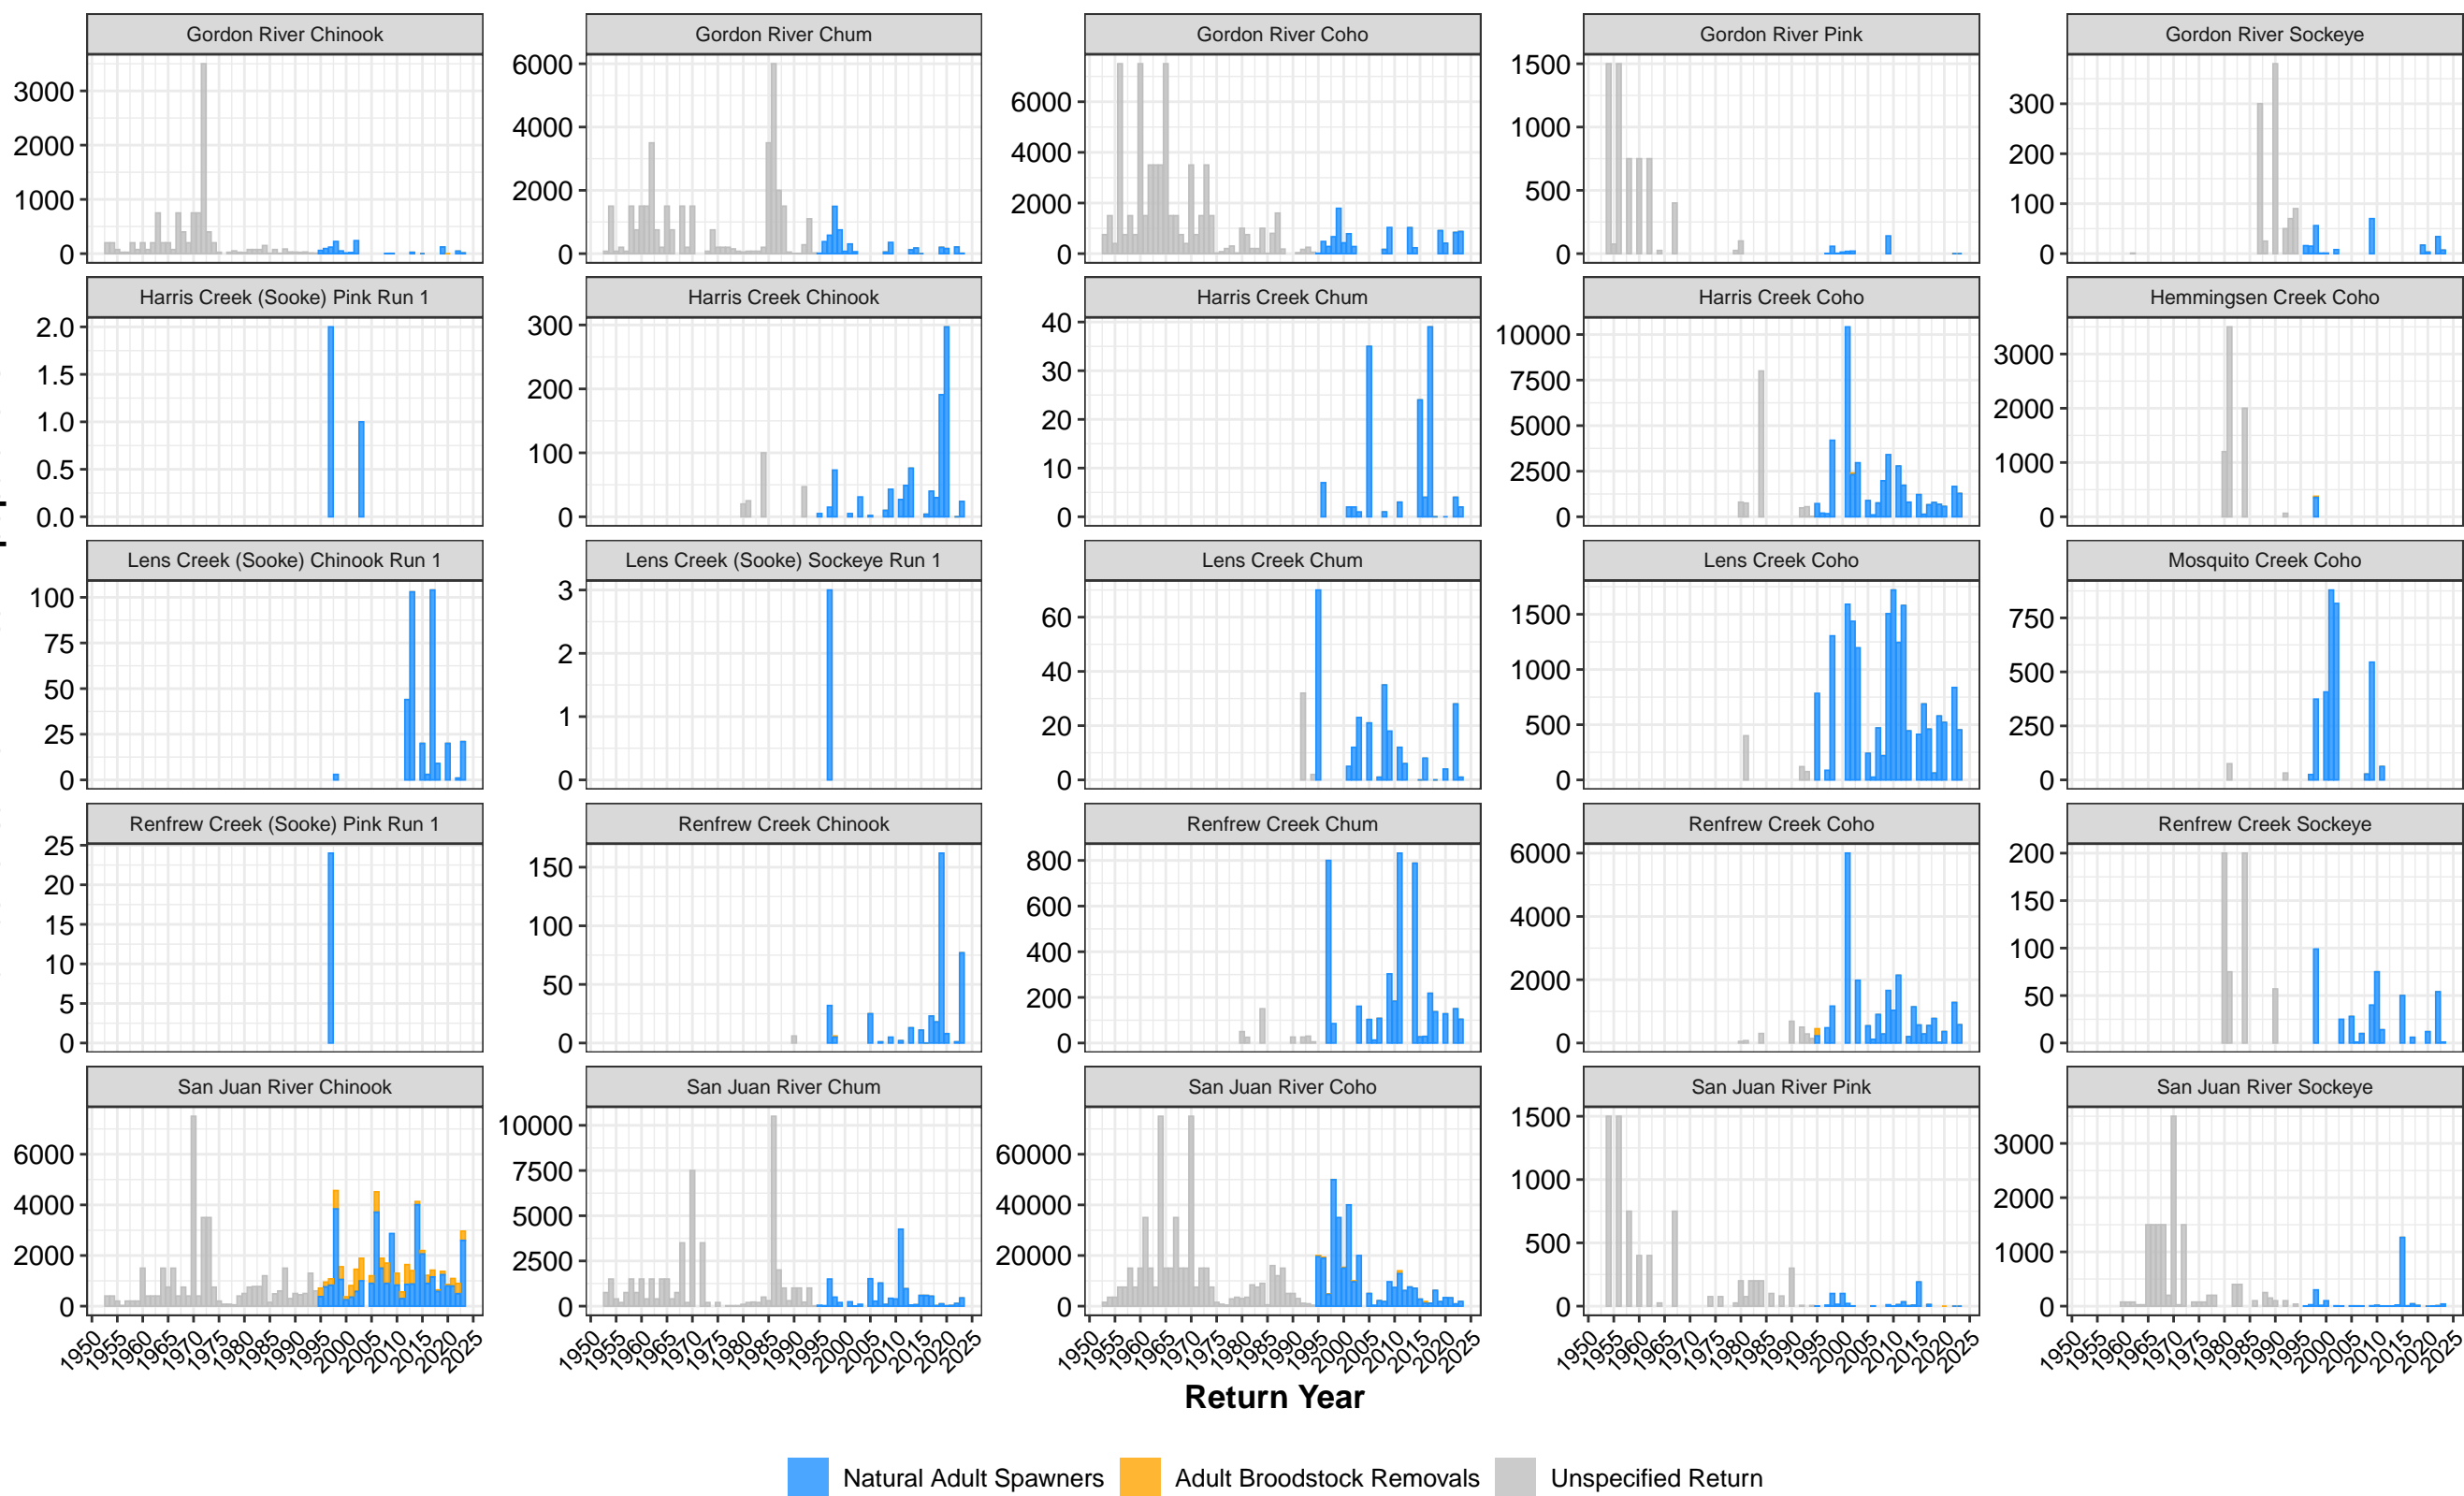 Gordon River Chinook Gordon River Chum Gordon River Coho Gordon River Pink Gordon River Sockeye
3000 2000 1000 0
6000 4000 2000 0
6000 4000 2000 0
1500 1000 500 0
300 200 100 0
Harris Creek (Sooke) Pink Run 1 Harris Creek Chinook Harris Creek Chum Harris Creek Coho Hemmingsen Creek Coho
2.0 1.5 1.0 0.5 0.0
300 200 100 0
40 30 20 10 0
10000 7500 5000 2500 0
3000 2000 1000 0
Lens Creek (Sooke) Chinook Run 1 Lens Creek (Sooke) Sockeye Run 1 Lens Creek Chum Lens Creek Coho Mosquito Creek Coho
100 75 50 25 0
3 2 1 0
60 40 20 0
1500 1000 500 0
750 500 250 0
Renfrew Creek (Sooke) Pink Run 1 Renfrew Creek Chinook Renfrew Creek Chum Renfrew Creek Coho Renfrew Creek Sockeye
25 20 15 10 5 0
150 100 50 0
800 600 400 200 0
6000 4000 2000 0
200 150 100 50 0
San Juan River Chinook San Juan River Chum San Juan River Coho San Juan River Pink San Juan River Sockeye
6000 4000 2000 0
10000 7500 5000 2500 0
60000 40000 20000 0
1500 1000 500 0
3000 2000 1000 0
1950 1955 1960 1965 1970 1975 1980 1985 1990 1995 2000 2005 2010 2015 2020 2025
1950 1955 1960 1965 1970 1975 1980 1985 1990 1995 2000 2005 2010 2015 2020 2025
1950 1955 1960 1965 1970 1975 1980 1985 1990 1995 2000 2005 2010 2015 2020 2025
1950 1955 1960 1965 1970 1975 1980 1985 1990 1995 2000 2005 2010 2015 2020 2025
1950 1955 1960 1965 1970 1975 1980 1985 1990 1995 2000 2005 2010 2015 2020 2025
Return Year
Natural Adult Spawners Adult Broodstock Removals Unspecified Return